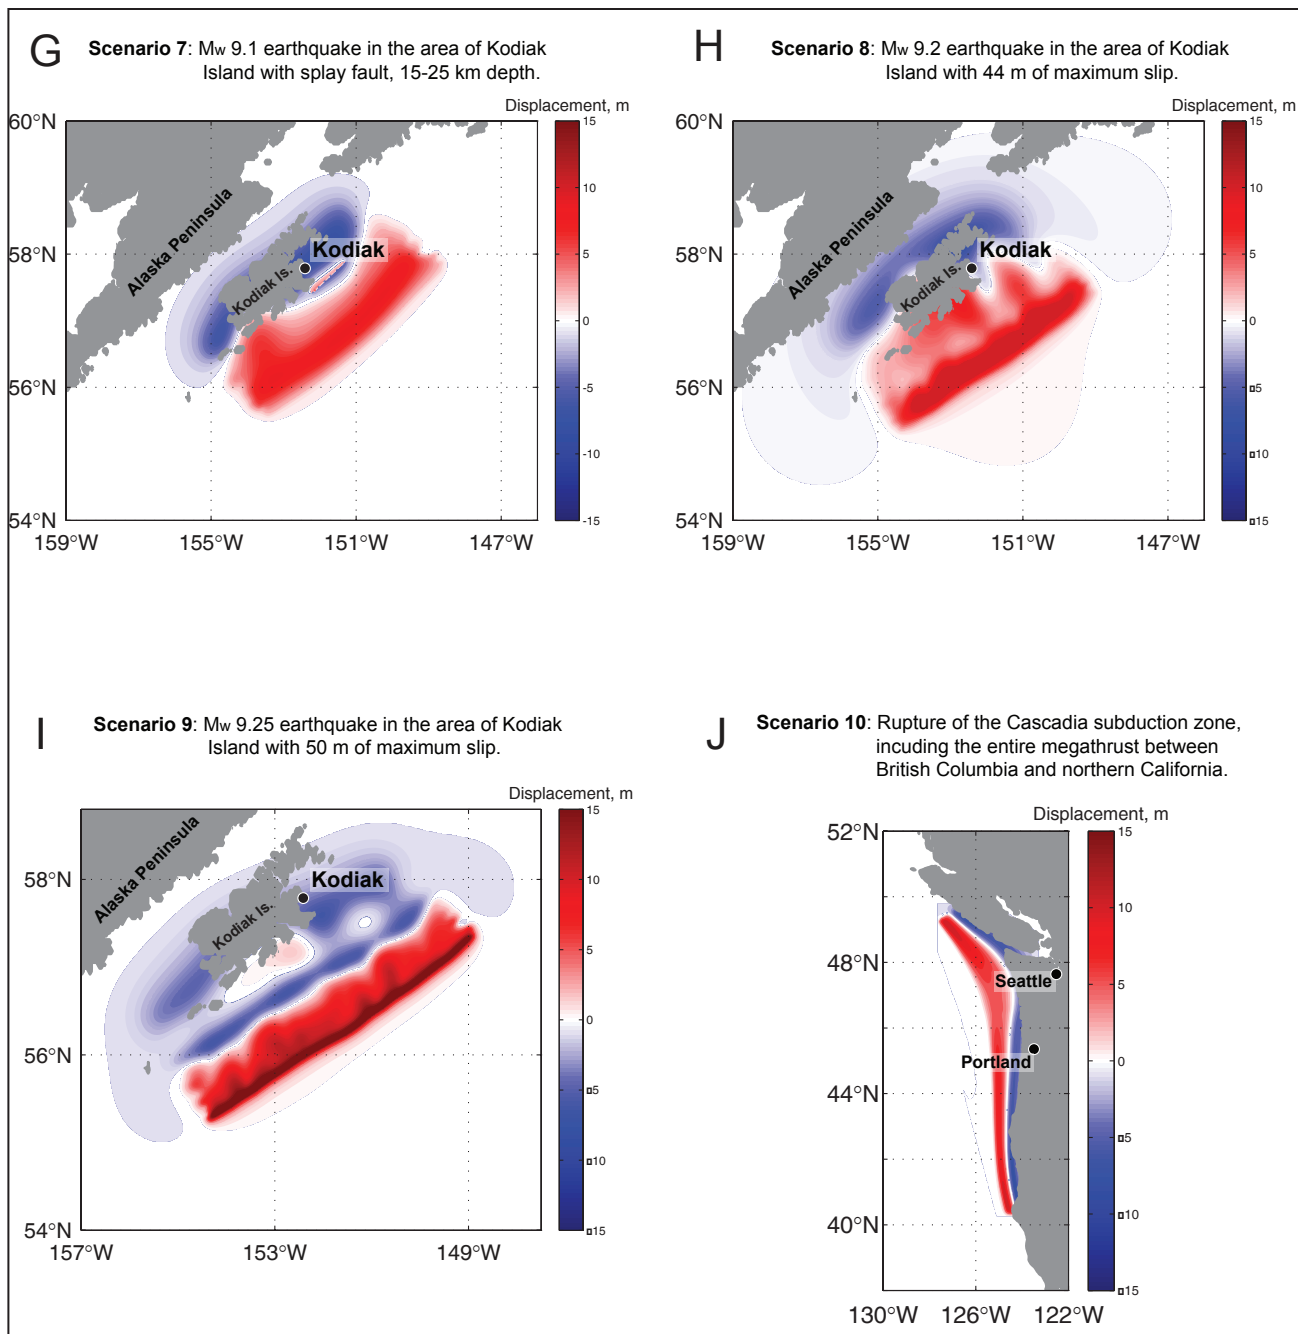 G
Scenario 7: Mw 9.1 earthquake in the area of Kodiak
Island with splay fault, 15-25 km depth.
Displacement, m
60°N
58°N
56°N
54°N
159°W
155°W
151°W
147°W
Alaska Peninsula
Kodiak Is.
Kodiak
15
10
5
0
-5
-10
-15
H
Scenario 8: Mw 9.2 earthquake in the area of Kodiak
Island with 44 m of maximum slip.
Displacement, m
60°N
58°N
56°N
54°N
159°W
155°W
151°W
147°W
Alaska Peninsula
Kodiak Is.
Kodiak
15
10
5
0
▯5
▯10
▯15
I
Scenario 9: Mw 9.25 earthquake in the area of Kodiak
Island with 50 m of maximum slip.
Displacement, m
58°N
56°N
54°N
157°W
153°W
149°W
Alaska Peninsula
Kodiak Is.
Kodiak
15
10
5
0
▯5
▯10
▯15
J
Scenario 10: Rupture of the Cascadia subduction zone,
incuding the entire megathrust between
British Columbia and northern California.
Displacement, m
52°N
48°N
44°N
40°N
130°W
126°W
122°W
Seattle
Portland
15
10
5
0
▯5
▯10
▯15